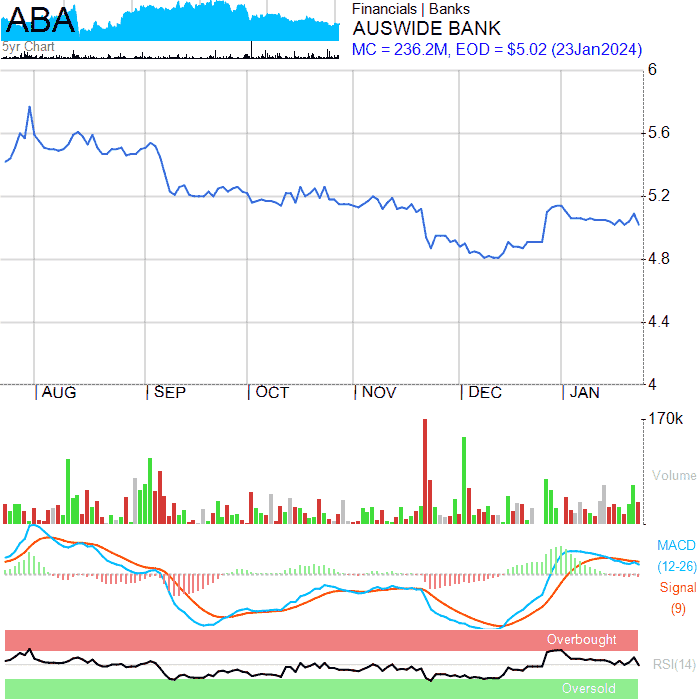 ABA
5yr Chart
Financials | Banks
AUSWIDE BANK
MC = 236.2M, EOD = $5.02 (23Jan2024)
6
5.6
5.2
4.8
4.4
4
AUG SEP OCT NOV DEC JAN
170k
Volume
MACD
(12-26)
Signal
(9)
Overbought
RSI(14)
Oversold